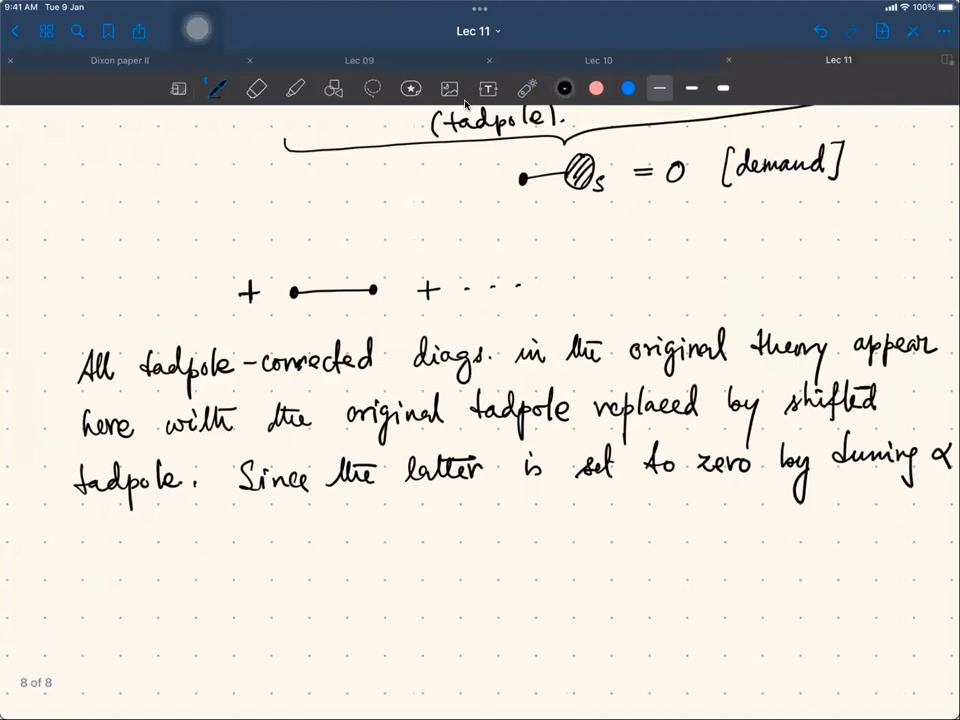 9:41 AM Tue 9 Jan
100%
Lec 11
Dixon paper II
Lec 09
Lec 10
Lec 11
(tadpole).
s = 0 [demand]
+ + ....
All tadpole-connected diags. in the original theory appear
here with the original tadpole replaced by shifted
tadpole. Since the latter is set to zero by tuning α
8 of 8